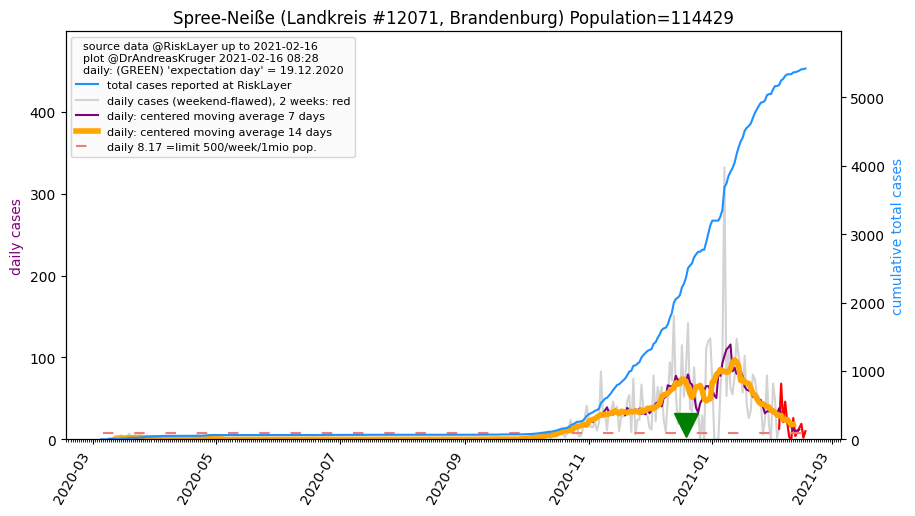 Spree-Neiße (Landkreis #12071, Brandenburg) Population=114429
source data @RiskLayer up to 2021-02-16
plot @DrAndreasKruger 2021-02-16 08:28
daily: (GREEN) 'expectation day' = 19.12.2020
total cases reported at RiskLayer
daily cases (weekend-flawed), 2 weeks: red
daily: centered moving average 7 days
daily: centered moving average 14 days
daily 8.17 =limit 500/week/1mio pop.
daily cases
400
300
200
100
0
cumulative total cases
5000
4000
3000
2000
1000
0
2020-03
2020-05
2020-07
2020-09
2020-11
2021-01
2021-03